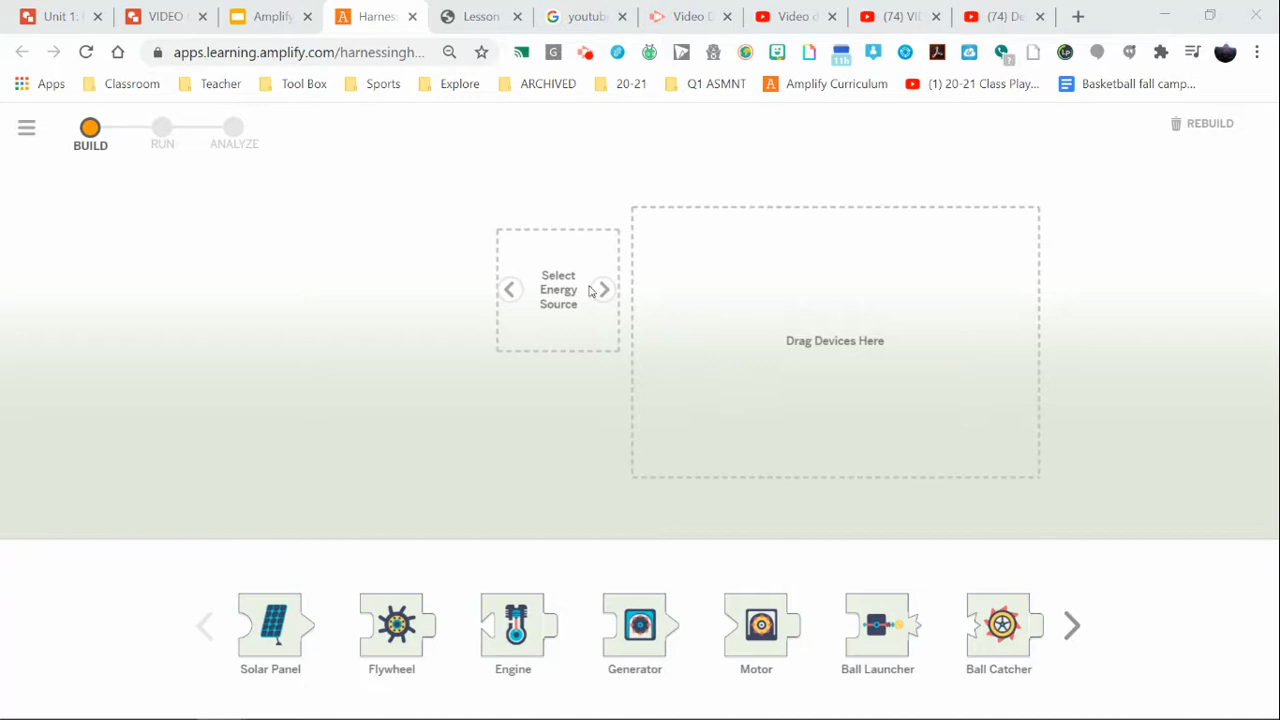 Unit 1. VIDEO Amplify Harness Lesson youtube Video D Video d (74) VID (74) De
apps.learning.amplify.com/harnessingh...
11h
Apps Classroom Teacher Tool Box Sports Explore ARCHIVED 20-21 Q1 ASMNT Amplify Curriculum (1) 20-21 Class Play... Basketball fall camp...
BUILD RUN ANALYZE
REBUILD
Select
Energy
Source
Drag Devices Here
Solar Panel Flywheel Engine Generator Motor Ball Launcher Ball Catcher